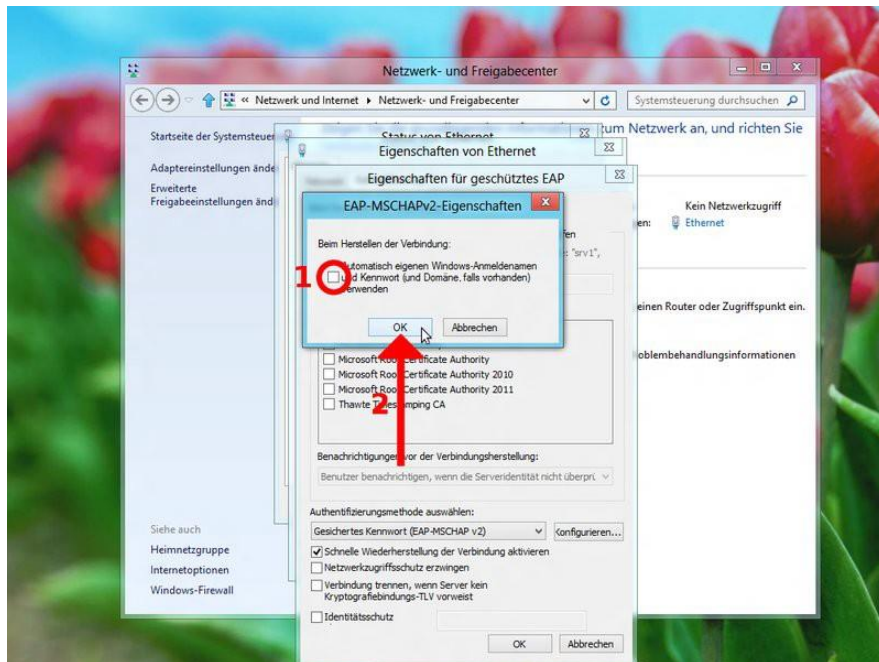 Netzwerk- und Freigabecenter
« Netzwerk und Internet ▸ Netzwerk- und Freigabecenter
Systemsteuerung durchsuchen
Startseite der Systemsteuer
Adaptereinstellungen ände
Erweiterte
Freigabeeinstellungen änd
Status von Ethernet
zum Netzwerk an, und richten Sie
Eigenschaften von Ethernet
Eigenschaften für geschütztes EAP
EAP-MSCHAPv2-Eigenschaften
Beim Herstellen der Verbindung:
1
Automatisch eigenen Windows-Anmeldenamen
und Kennwort (und Domäne, falls vorhanden)
verwenden
OK
Abbrechen
"srv1",
Kein Netzwerkzugriff
en:
Ethernet
einen Router oder Zugriffspunkt ein.
oblembehandlungsinformationen
Microsoft Root Certificate Authority
Microsoft Root Certificate Authority 2010
Microsoft Root Certificate Authority 2011
Thawte Timestamping CA
2
Benachrichtigungen vor der Verbindungsherstellung:
Benutzer benachrichtigen, wenn die Serveridentität nicht überprü
Authentifizierungsmethode auswählen:
Gesichertes Kennwort (EAP-MSCHAP v2)
Konfigurieren...
Schnelle Wiederherstellung der Verbindung aktivieren
Netzwerkzugriffsschutz erzwingen
Verbindung trennen, wenn Server kein
Kryptografiebindungs-TLV vorweist
Identitätsschutz
OK
Abbrechen
Siehe auch
Heimnetzgruppe
Internetoptionen
Windows-Firewall